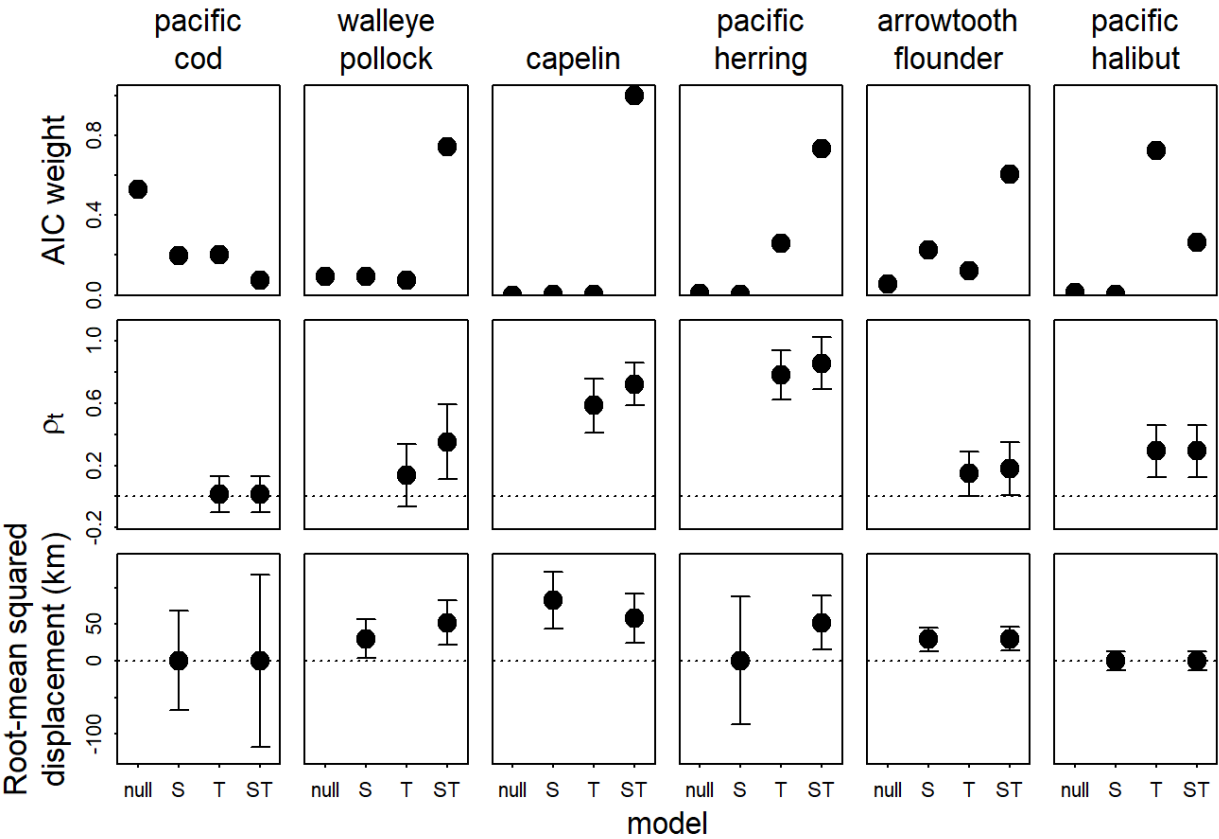 pacific cod
walleye pollock
capelin
pacific herring
arrowtooth flounder
pacific halibut
AIC weight
0.8
0.4
0.0
ρt
1.0
0.6
0.2
-0.2
Root-mean squared
displacement (km)
50
0
-100
null S T ST
null S T ST
null S T ST
null S T ST
null S T ST
null S T ST
model